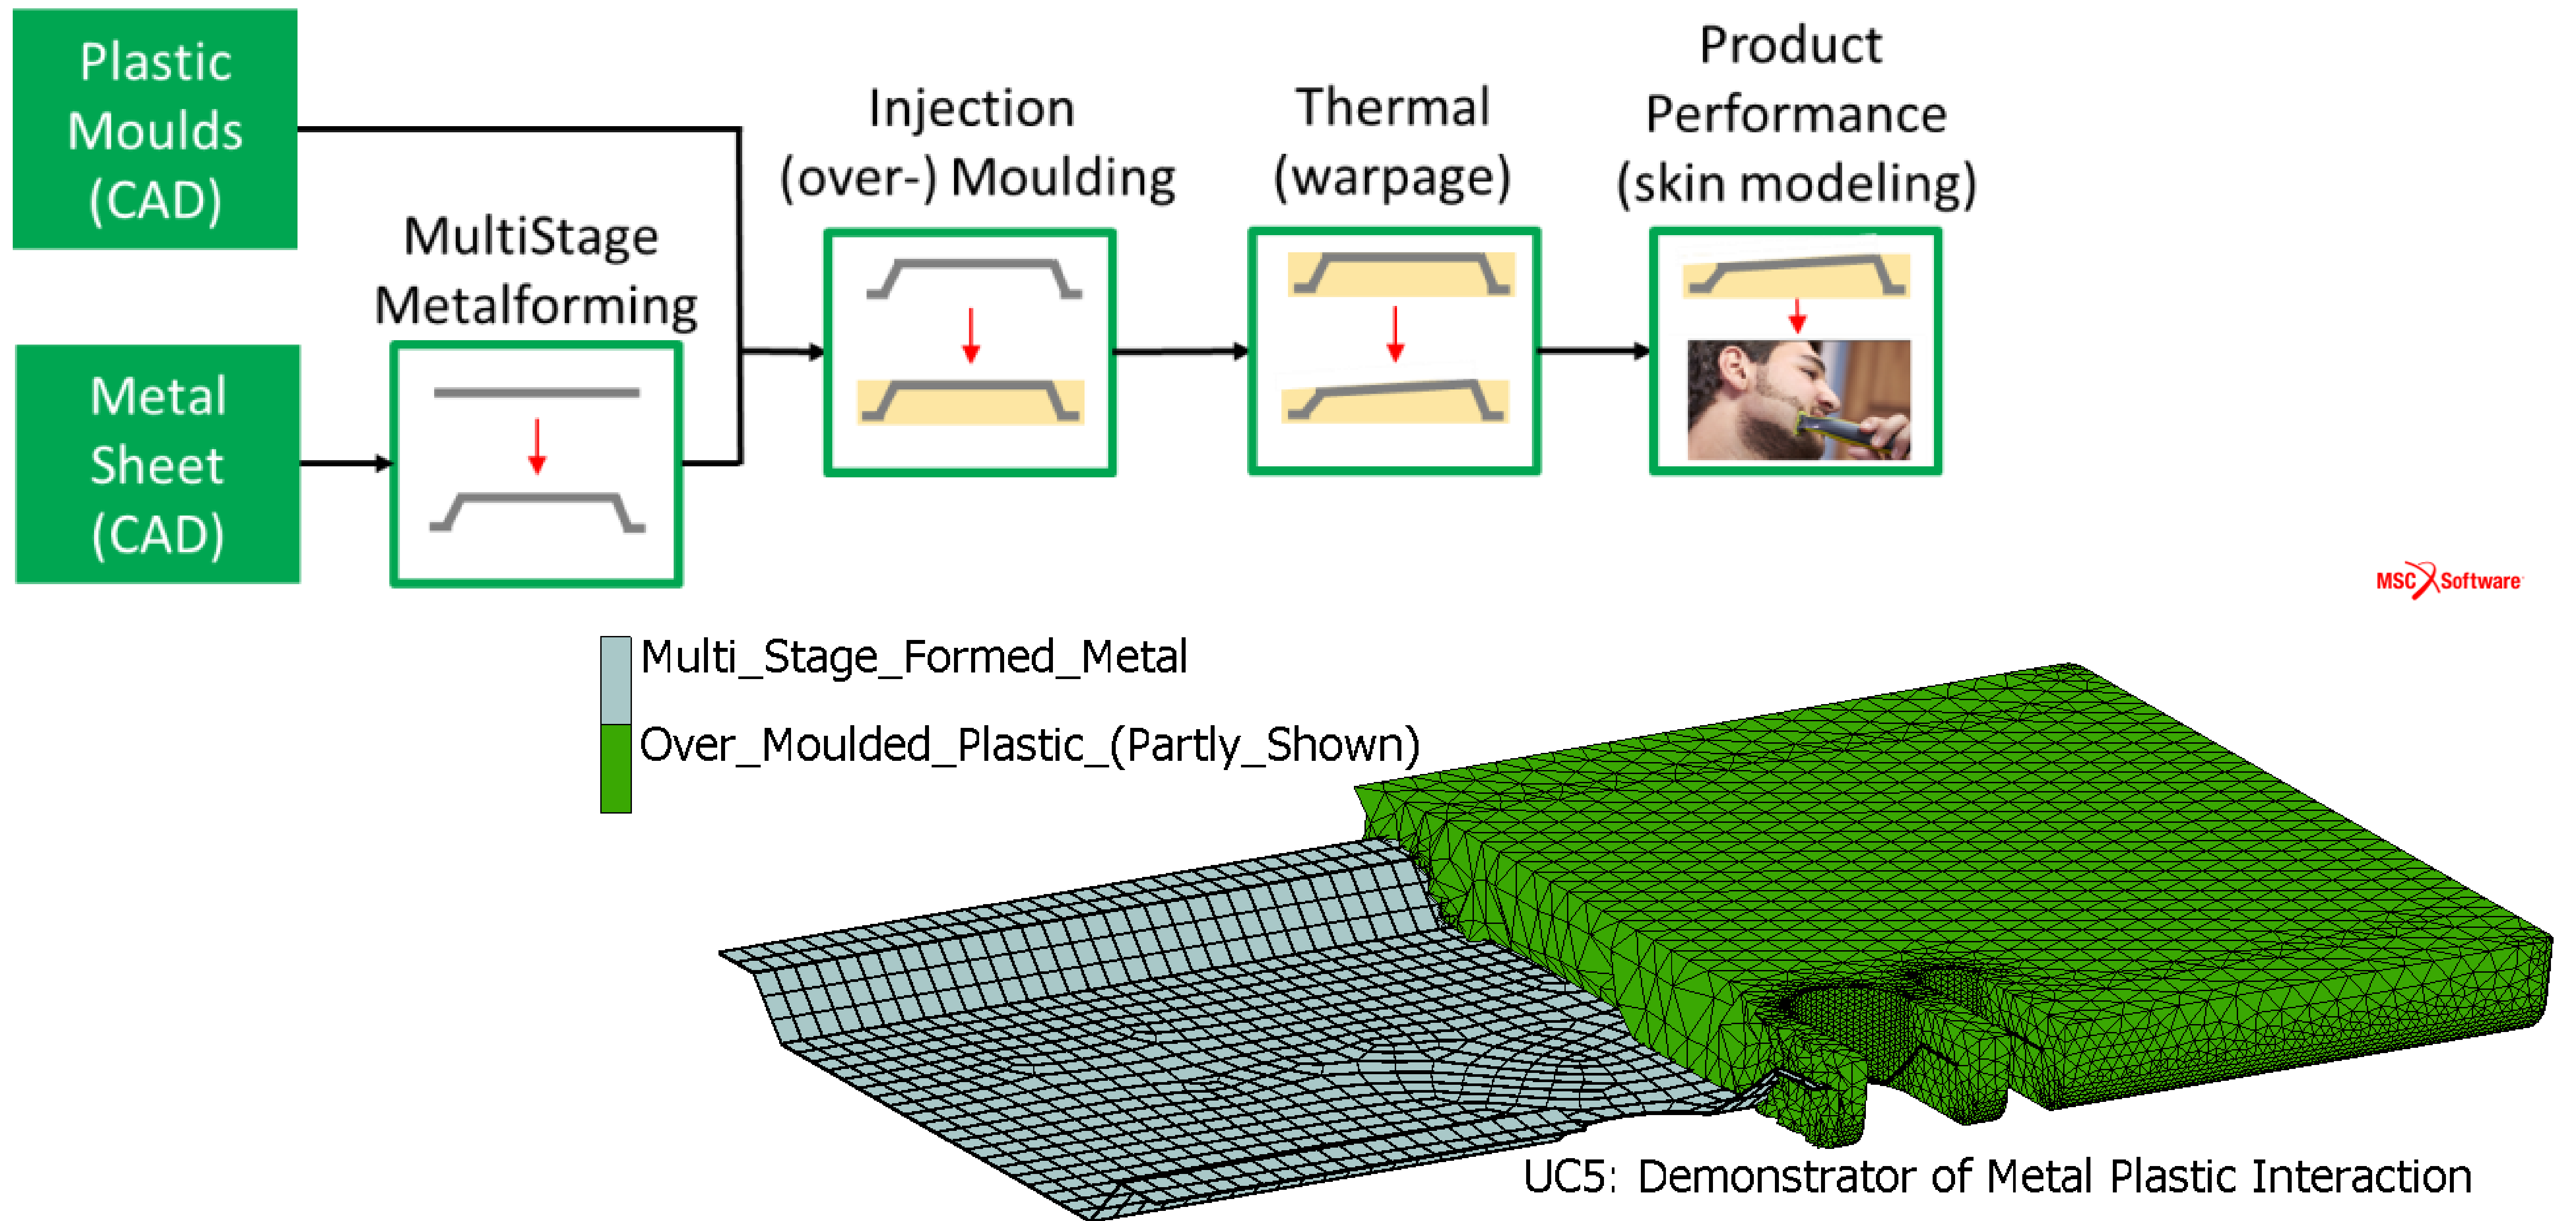 Plastic
Moulds
(CAD)
Metal
Sheet
(CAD)
MultiStage
Metalforming
Injection
(over-) Moulding
Thermal
(warpage)
Product
Performance
(skin modeling)
MSC Software
Multi_Stage_Formed_Metal
Over_Moulded_Plastic_(Partly_Shown)
UC5: Demonstrator of Metal Plastic Interaction